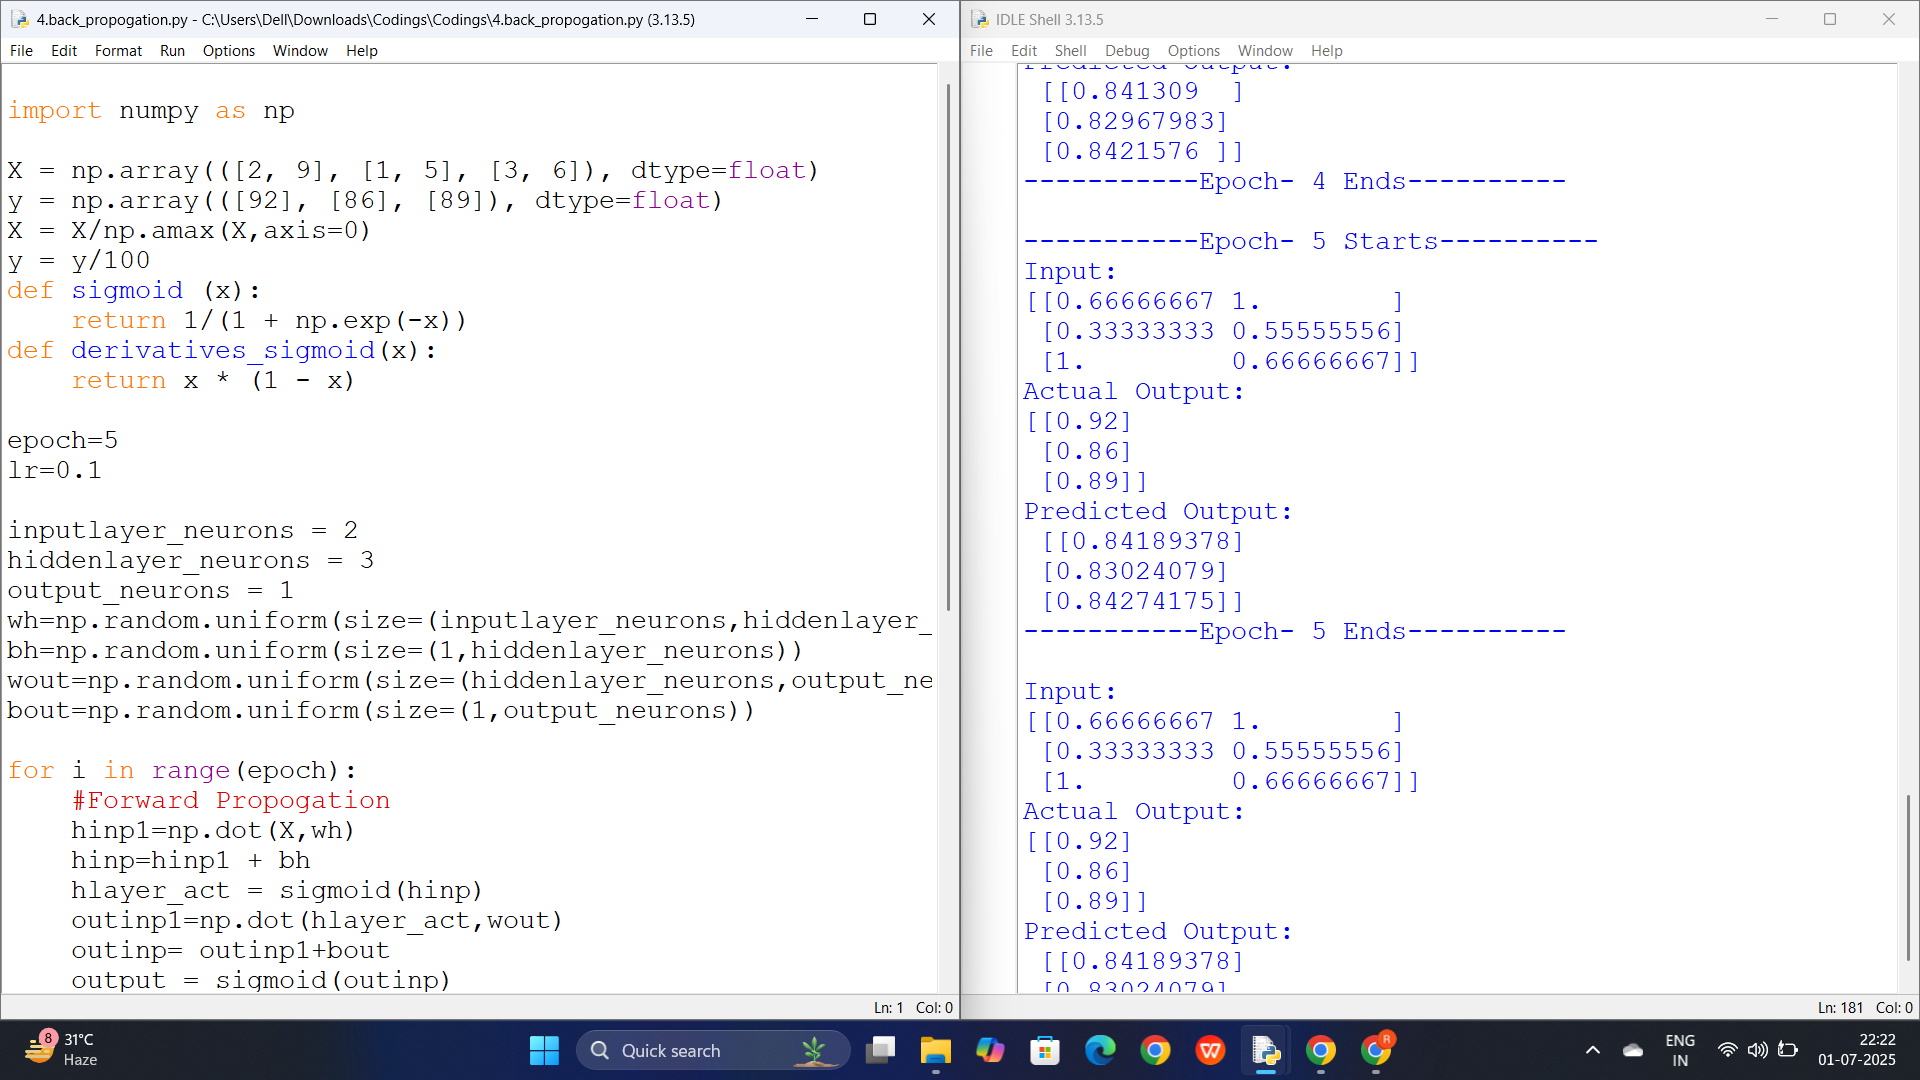 4.back_propogation.py - C:\Users\Dell\Downloads\Codings\Codings\4.back_propogation.py (3.13.5)
File Edit Format Run Options Window Help
import numpy as np
X = np.array(([2, 9], [1, 5], [3, 6]), dtype=float)
y = np.array(([92], [86], [89]), dtype=float)
X = X/np.amax(X,axis=0)
y = y/100
def sigmoid (x):
    return 1/(1 + np.exp(-x))
def derivatives_sigmoid(x):
    return x * (1 - x)
epoch=5
lr=0.1
inputlayer_neurons = 2
hiddenlayer_neurons = 3
output_neurons = 1
wh=np.random.uniform(size=(inputlayer_neurons,hiddenlayer_
bh=np.random.uniform(size=(1,hiddenlayer_neurons))
wout=np.random.uniform(size=(hiddenlayer_neurons,output_ne
bout=np.random.uniform(size=(1,output_neurons))
for i in range(epoch):
    #Forward Propogation
    hinp1=np.dot(X,wh)
    hinp=hinp1 + bh
    hlayer_act = sigmoid(hinp)
    outinp1=np.dot(hlayer_act,wout)
    outinp= outinp1+bout
    output = sigmoid(outinp)
Ln: 1 Col: 0
IDLE Shell 3.13.5
File Edit Shell Debug Options Window Help
Predicted Output:
 [[0.841309  ]
 [0.82967983]
 [0.8421576 ]]
-----------Epoch- 4 Ends----------
-----------Epoch- 5 Starts----------
Input:
[[0.66666667 1.        ]
 [0.33333333 0.55555556]
 [1.         0.66666667]]
Actual Output:
[[0.92]
 [0.86]
 [0.89]]
Predicted Output:
 [[0.84189378]
 [0.83024079]
 [0.84274175]]
-----------Epoch- 5 Ends----------
Input:
[[0.66666667 1.        ]
 [0.33333333 0.55555556]
 [1.         0.66666667]]
Actual Output:
[[0.92]
 [0.86]
 [0.89]]
Predicted Output:
 [[0.84189378]
 [0.83024079]
Ln: 181 Col: 0
8
31°C
Haze
Quick search
R
ENG
IN
22:22
01-07-2025